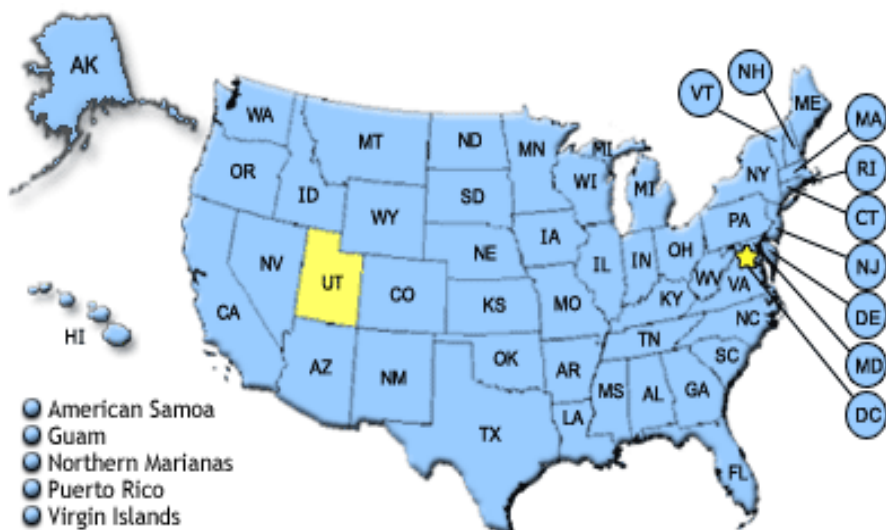 AK
WA
MT
ND
MN
MI
ME
VT
NH
MA
RI
CT
NJ
DE
MD
DC
OR
ID
WY
SD
WI
MI
NY
PA
NE
IA
IL
IN
OH
NV
UT
CO
KS
MO
KY
WV
VA
CA
HI
AZ
NM
OK
AR
TN
NC
SC
MS
AL
GA
TX
LA
FL
American Samoa
Guam
Northern Marianas
Puerto Rico
Virgin Islands